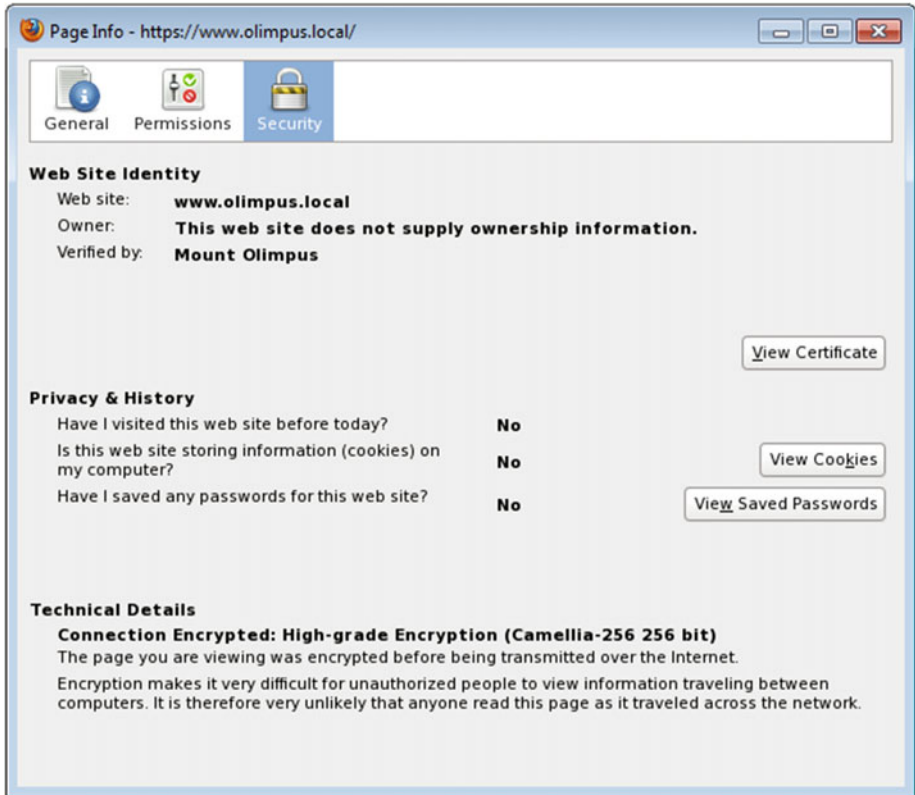 Page Info - https://www.olimpus.local/
General Permissions Security
Web Site Identity
Web site: www.olimpus.local
Owner: This web site does not supply ownership information.
Verified by: Mount Olimpus
View Certificate
Privacy & History
Have I visited this web site before today? No
Is this web site storing information (cookies) on
my computer? No View Cookies
Have I saved any passwords for this web site? No View Saved Passwords
Technical Details
Connection Encrypted: High-grade Encryption (Camellia-256 256 bit)
The page you are viewing was encrypted before being transmitted over the Internet.
Encryption makes it very difficult for unauthorized people to view information traveling between
computers. It is therefore very unlikely that anyone read this page as it traveled across the network.